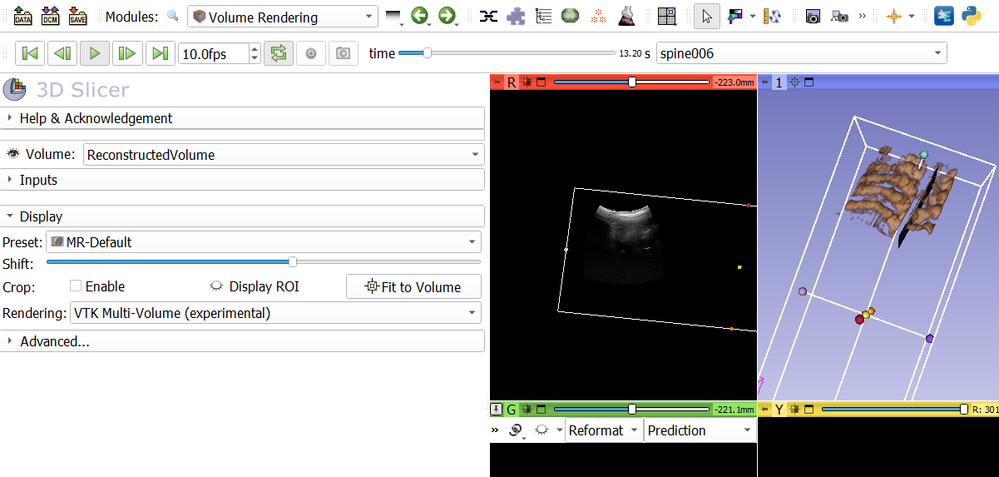 DATA DCM SAVE Modules: Volume Rendering »
10.0fps time 13.20 s spine006
R -223.0mm 1
3D Slicer
Help & Acknowledgement
Volume: ReconstructedVolume
Inputs
Display
Preset: MR-Default
Shift:
Crop: Enable Display ROI Fit to Volume
Rendering: VTK Multi-Volume (experimental)
Advanced...
G -221.1mm Y R: 301
» Reformat Prediction